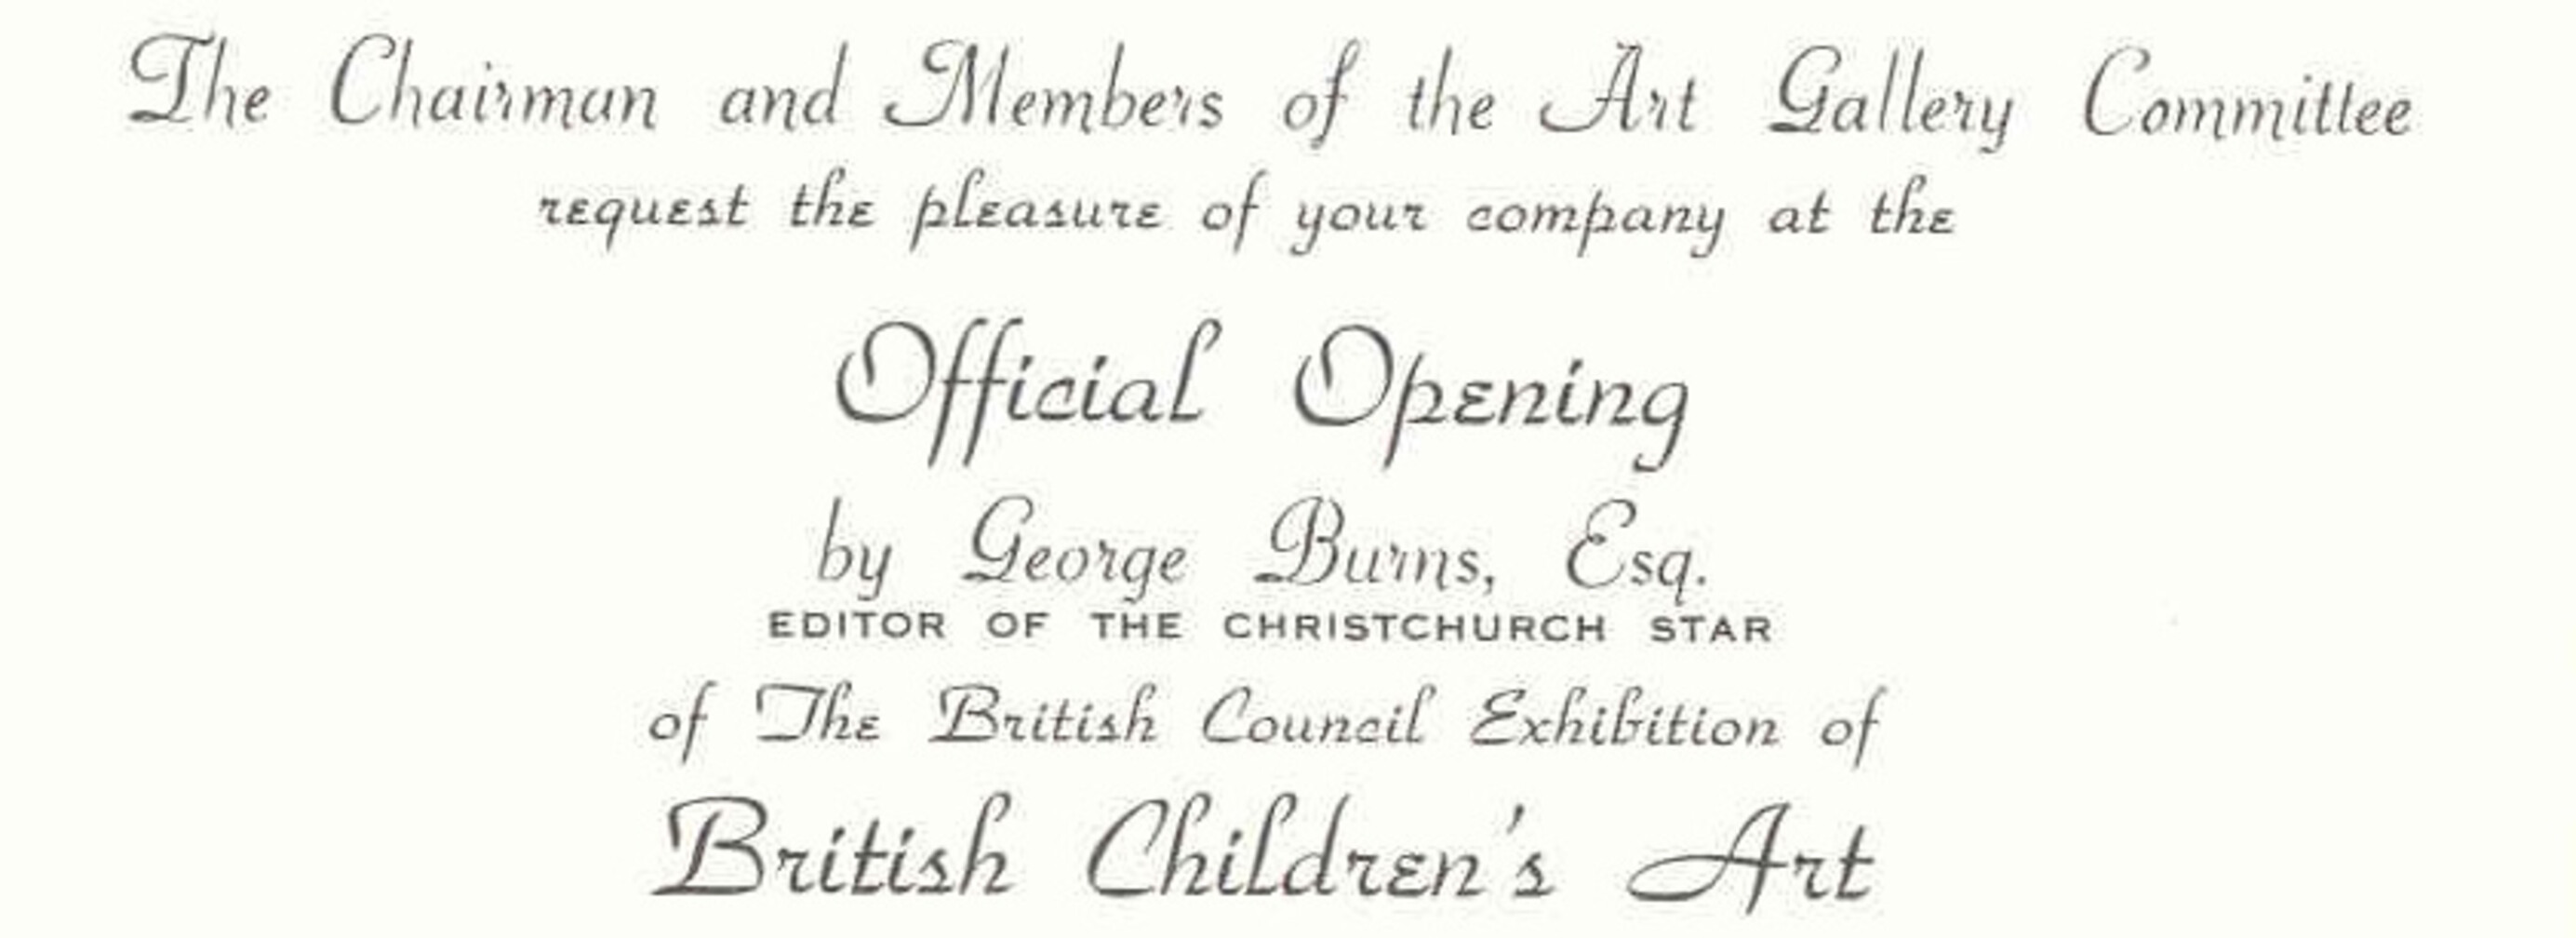 The Chairman and Members of the Art Gallery Committee
request the pleasure of your company at the
Official Opening
by George Burns, Esq.
EDITOR OF THE CHRISTCHURCH STAR
of The British Council Exhibition of
British Children's Art